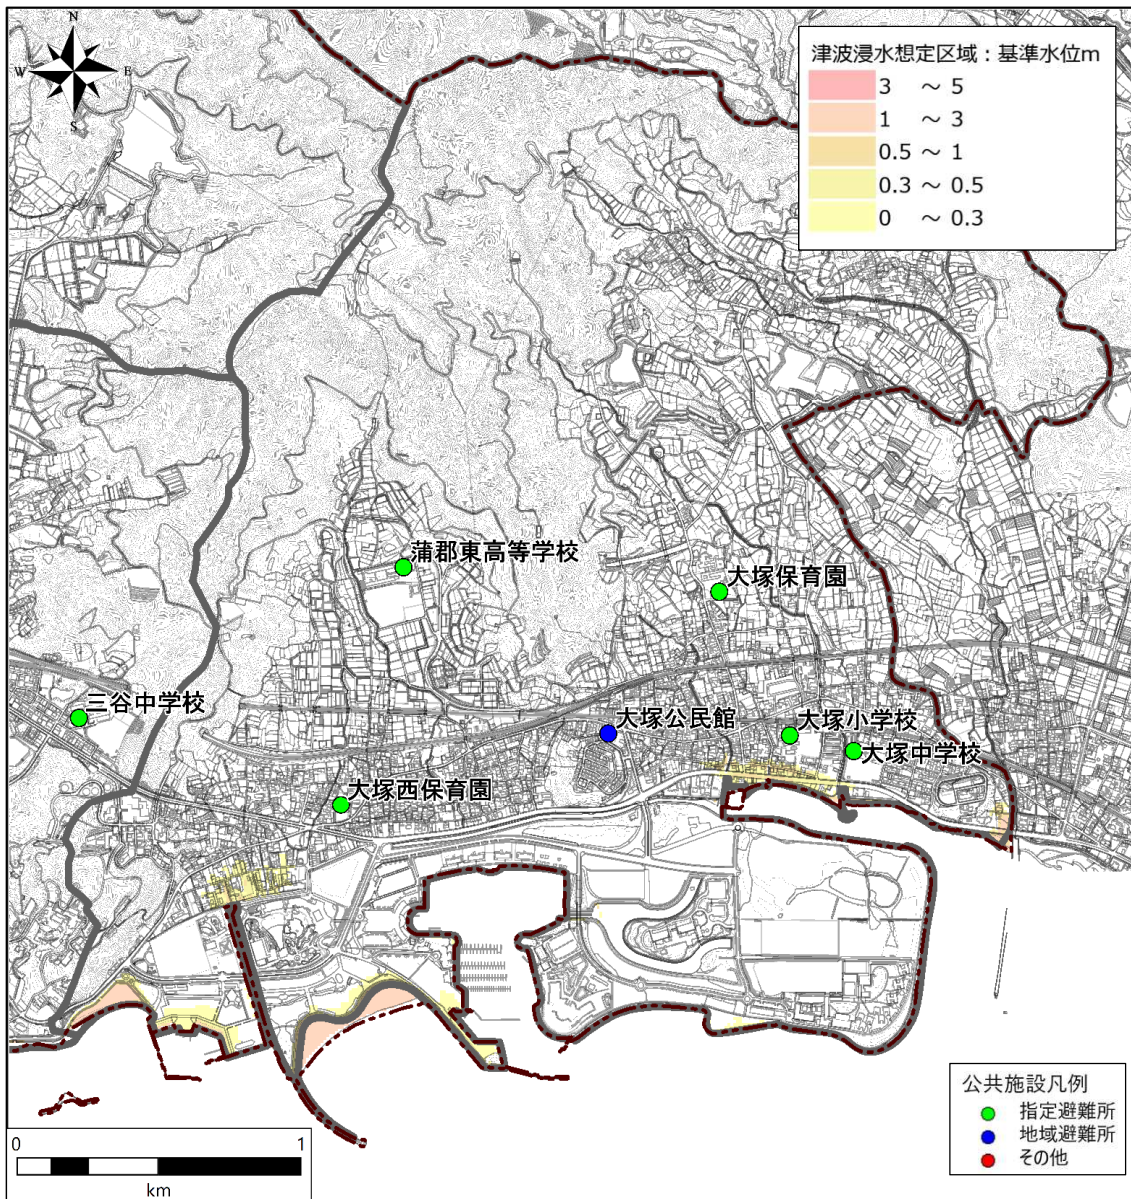 N
W
E
S
津波浸水想定区域：基準水位m
3 ～ 5
1 ～ 3
0.5 ～ 1
0.3 ～ 0.5
0 ～ 0.3
蒲郡東高等学校
大塚保育園
三谷中学校
大塚公民館
大塚小学校
大塚中学校
大塚西保育園
公共施設凡例
指定避難所
地域避難所
その他
0 1
km